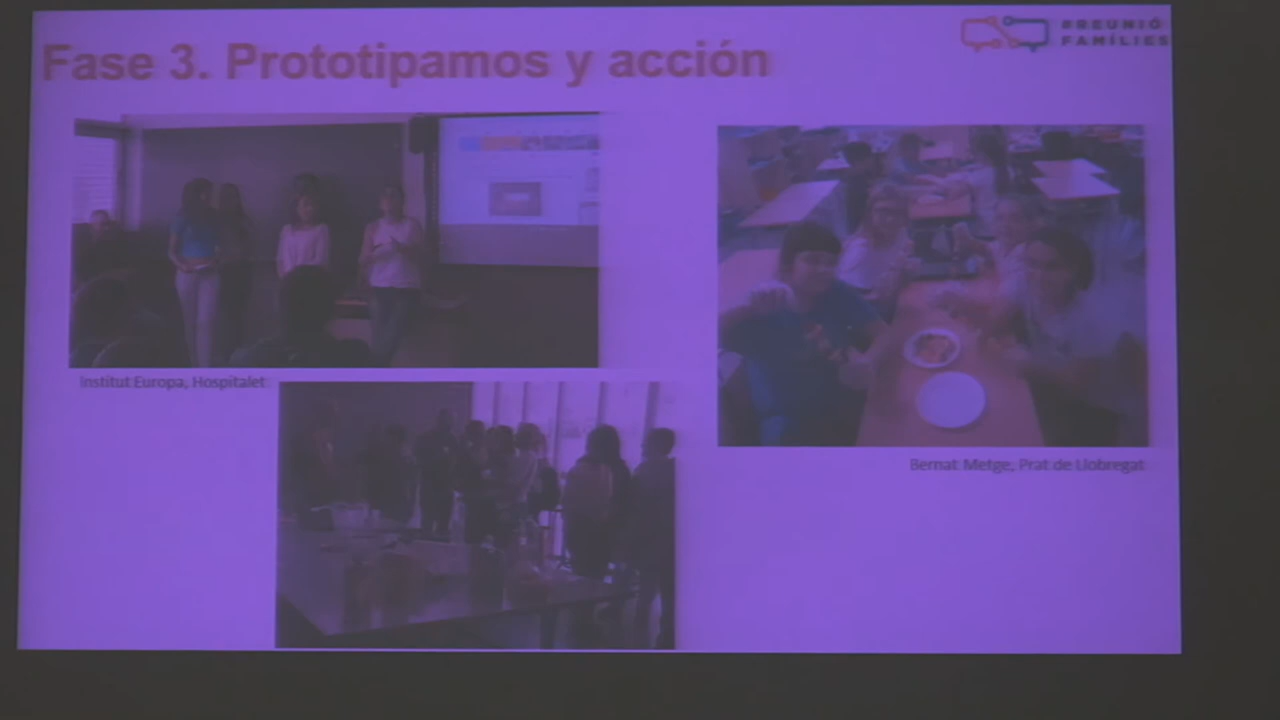 Fase 3. Prototipamos y acción
#REUNIÓ
FAMÍLIES
Institut Europa, Hospitalet
Bernat Metge, Prat de Llobregat